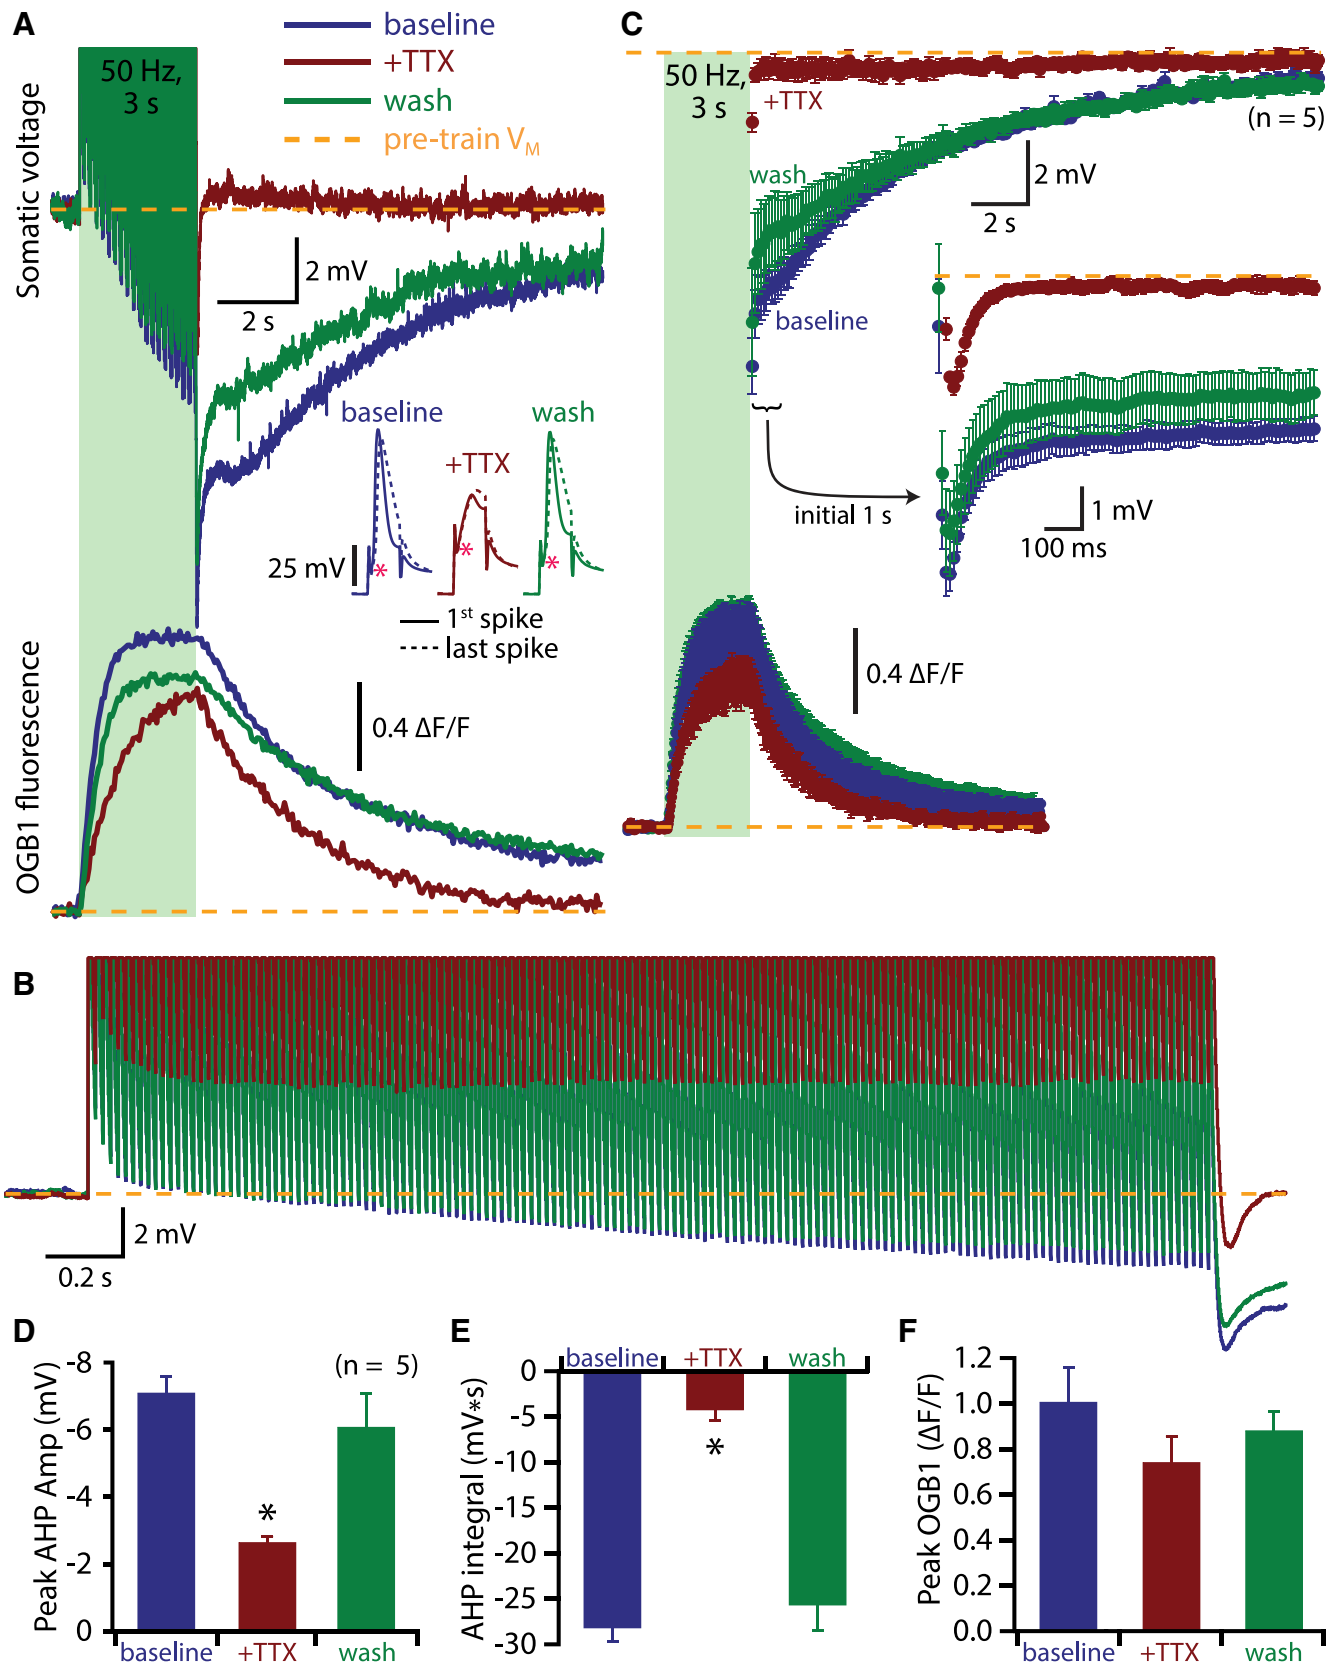 A
baseline
+TTX
wash
pre-train VM
50 Hz,
3 s
Somatic voltage
2 mV
2 s
baseline
+TTX
wash
*
*
*
25 mV
1st spike
last spike
OGB1 fluorescence
0.4 ΔF/F
C
50 Hz,
3 s
+TTX
(n = 5)
wash
2 mV
2 s
baseline
initial 1 s
1 mV
100 ms
0.4 ΔF/F
B
2 mV
0.2 s
D
Peak AHP Amp (mV)
-8
-6
-4
-2
0
(n = 5)
*
baseline
+TTX
wash
E
AHP integral (mV*s)
baseline
+TTX
wash
0
-5
-10
-15
-20
-25
-30
*
F
Peak OGB1 (ΔF/F)
1.2
1.0
0.8
0.6
0.4
0.2
0.0
baseline
+TTX
wash